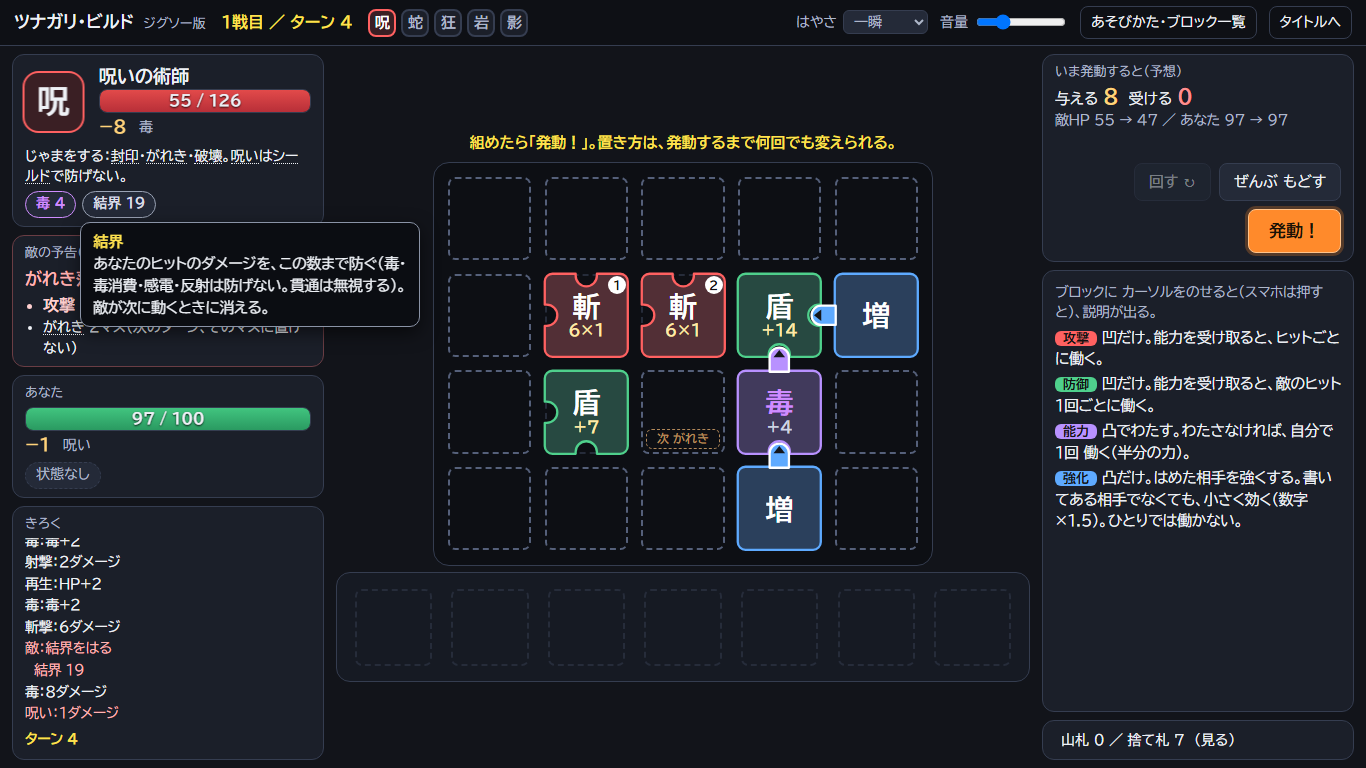 ツナガリ・ビルド ジグソー版 1戦目 ／ ターン 4 呪 蛇 狂 岩 影 はやさ 一瞬 音量 あそびかた・ブロック一覧 タイトルへ
呪
呪いの術師
55 / 126
−8 毒
じゃまをする：封印・がれき・破壊。呪いはシー
ルドで防げない。
毒 4 結界 19
敵の予告
結界
あなたのヒットのダメージを、この数まで防ぐ（毒・
毒消費・感電・反射は防げない。貫通は無視する）。
敵が次に動くときに消える。
がれき
• 攻撃
• がれき
ない）
あなた
97 / 100
−1 呪い
状態なし
きろく
毒：毒+2
射撃：2ダメージ
再生：HP+2
毒：毒+2
斬撃：6ダメージ
敵：結界をはる
結界 19
毒：8ダメージ
呪い：1ダメージ
ターン 4
組めたら「発動！」。置き方は、発動するまで何回でも変えられる。
1 2
斬 斬 盾 増
6×1 6×1 +14
盾 毒
+7 次 がれき +4
増
いま発動すると（予想）
与える 8 受ける 0
敵HP 55 → 47 ／ あなた 97 → 97
回す ↻ ぜんぶ もどす
発動！
ブロックに カーソルをのせると（スマホは押す
と）、説明が出る。
攻撃 凹だけ。能力を受け取ると、ヒットごと
に働く。
防御 凹だけ。能力を受け取ると、敵のヒット
1回ごとに働く。
能力 凸でわたす。わたさなければ、自分で
1回 働く（半分の力）。
強化 凸だけ。はめた相手を強くする。書い
てある相手でなくても、小さく効く（数字
×1.5）。ひとりでは働かない。
山札 0 ／ 捨て札 7 （見る）